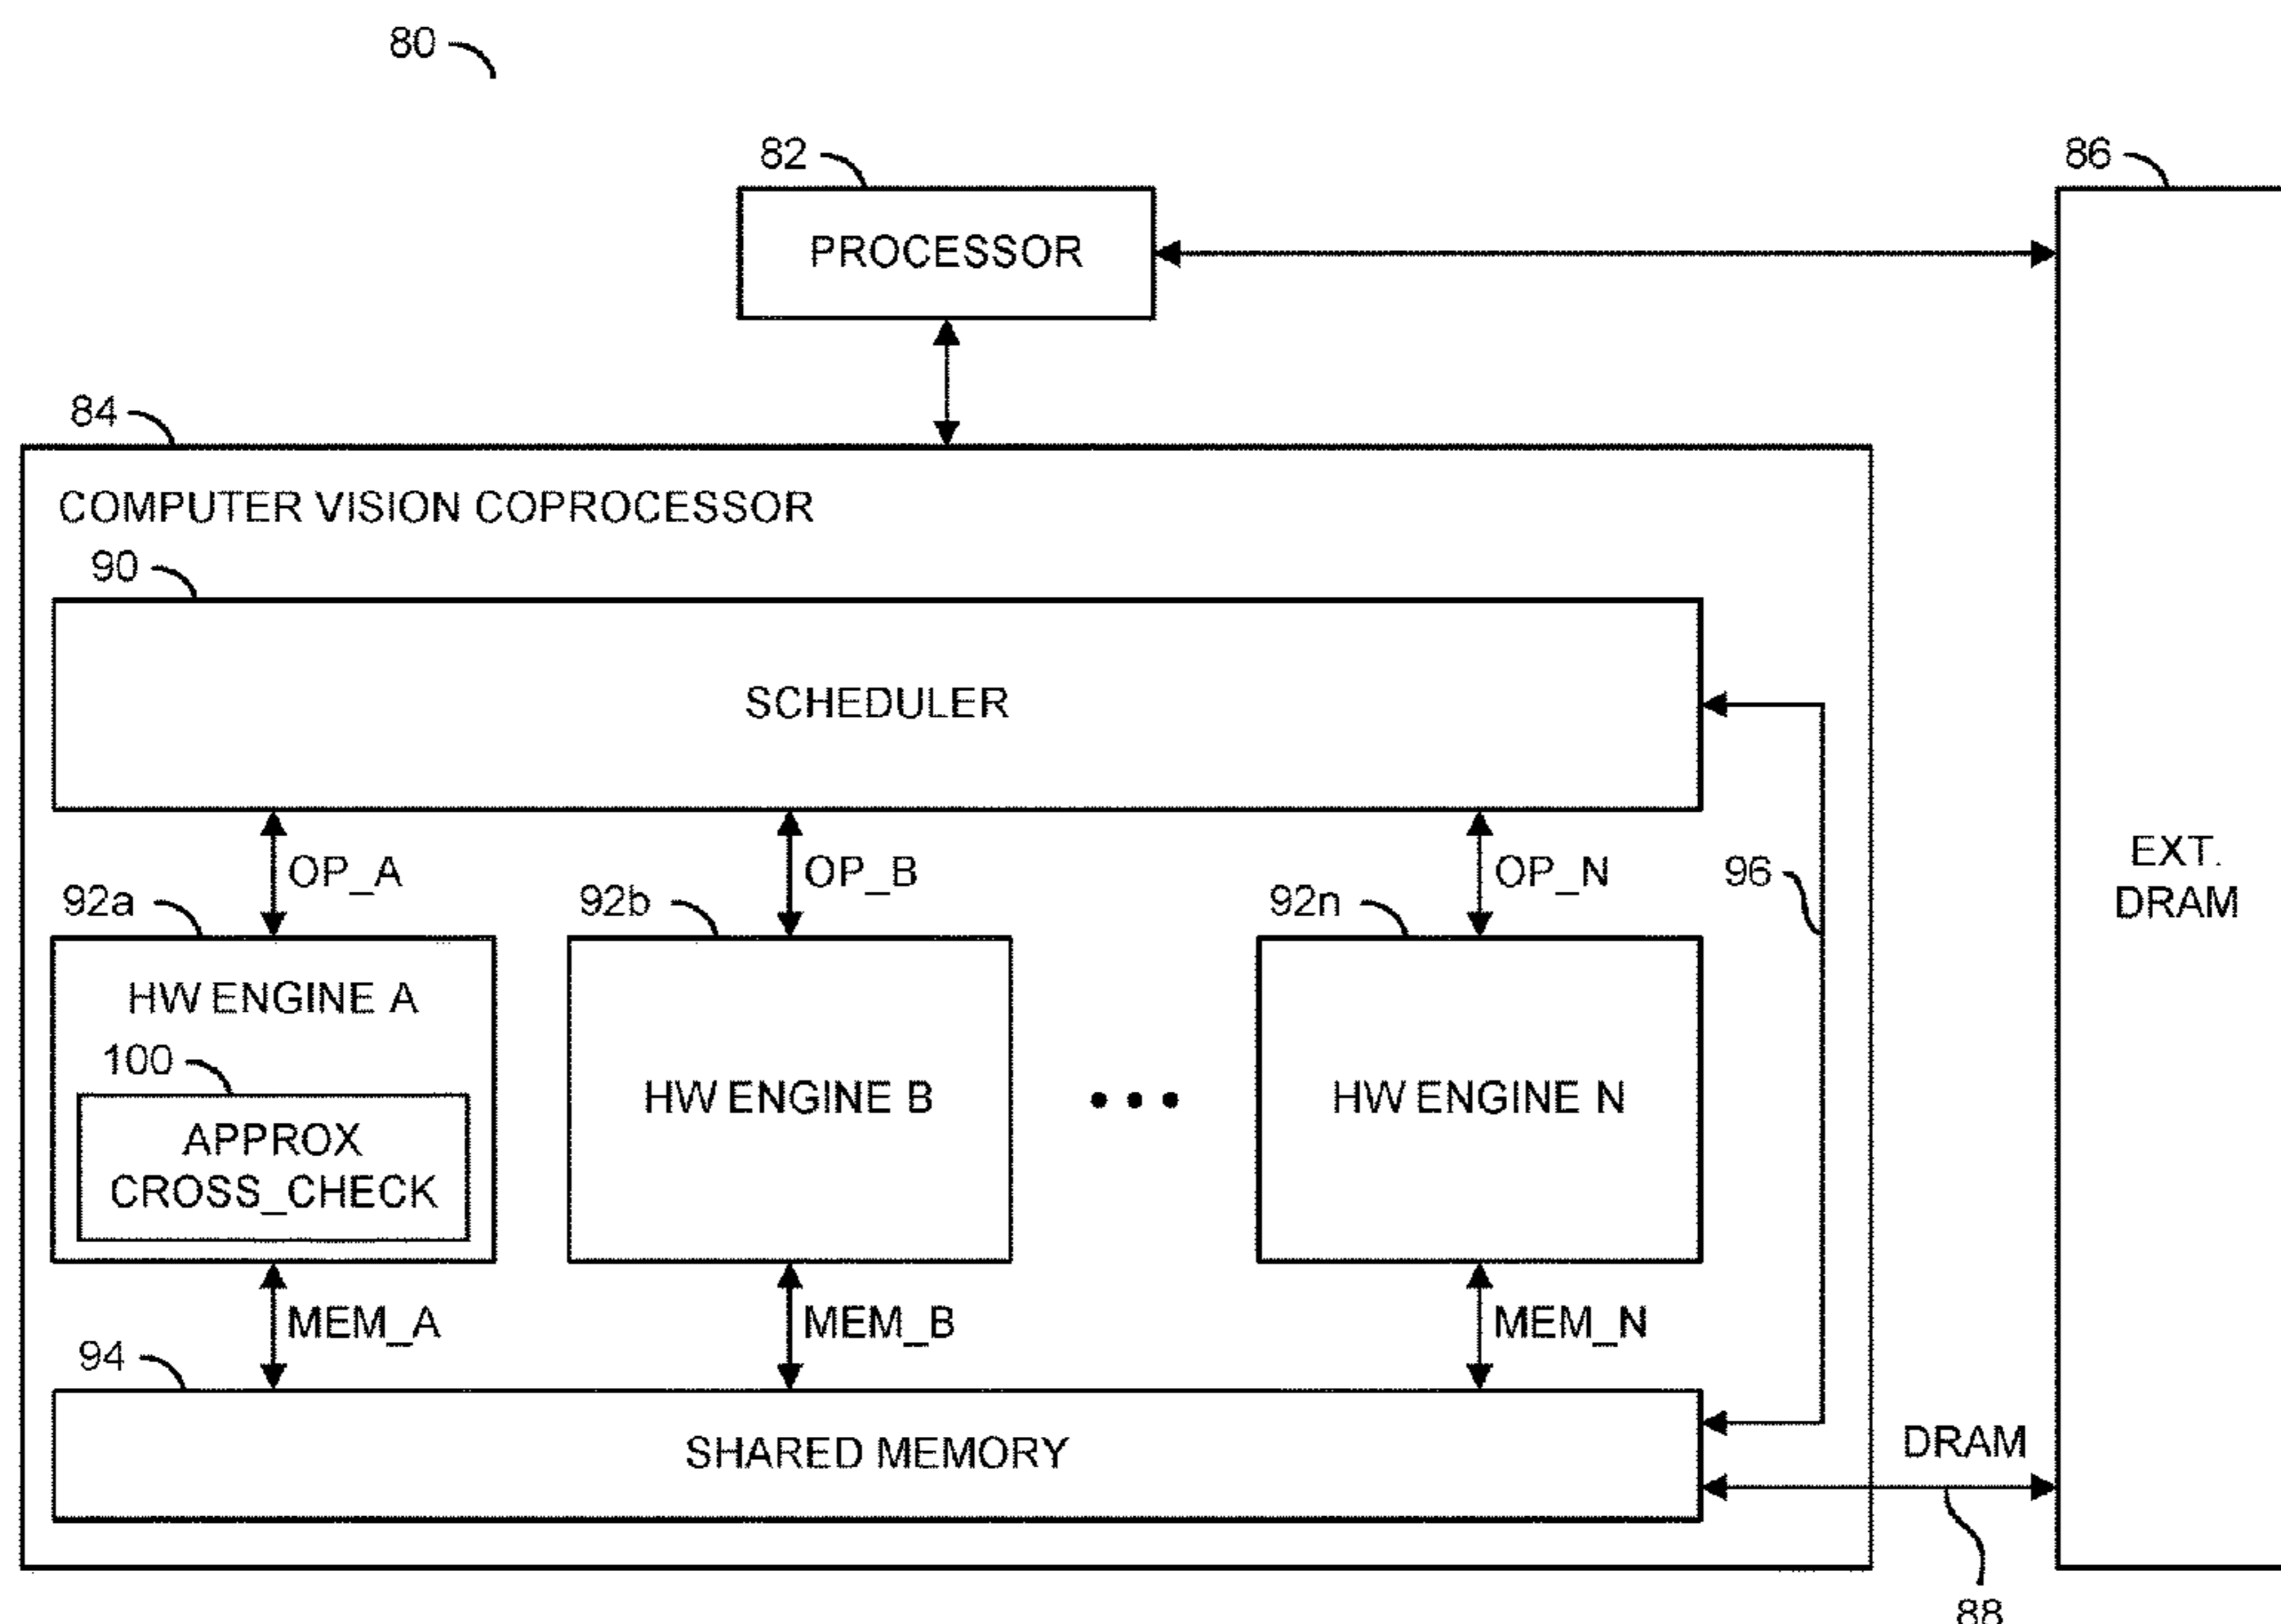 80
82
86
PROCESSOR
84
COMPUTER VISION COPROCESSOR
90
SCHEDULER
OP_A
OP_B
OP_N
96
EXT.
DRAM
92a
92b
92n
HW ENGINE A
100
APPROX
CROSS_CHECK
HW ENGINE B
• • •
HW ENGINE N
MEM_A
MEM_B
MEM_N
94
SHARED MEMORY
DRAM
88